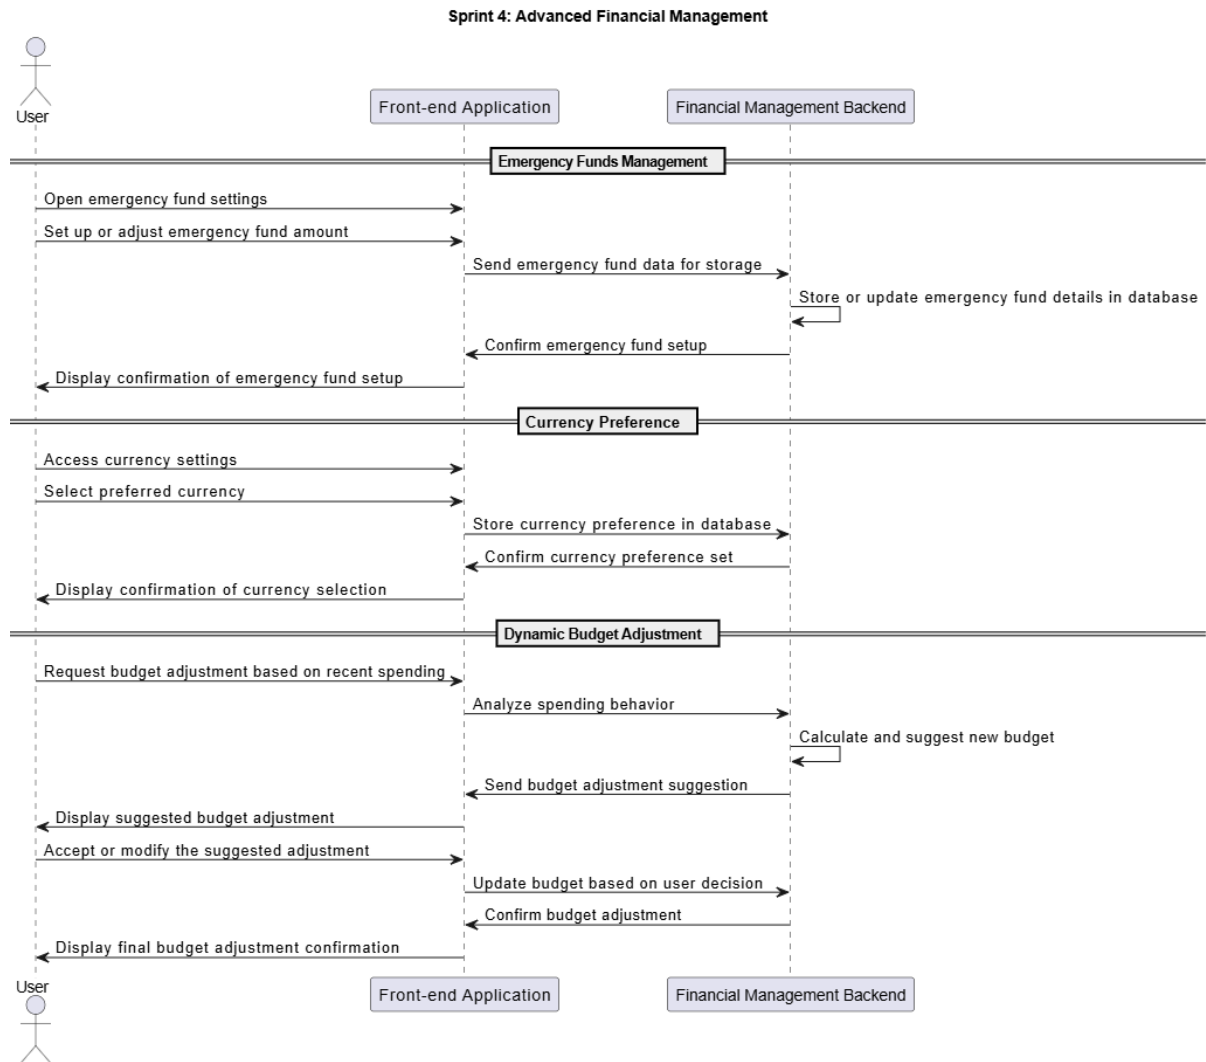 Sprint 4: Advanced Financial Management
User
Front-end Application
Financial Management Backend
Emergency Funds Management
Open emergency fund settings
Set up or adjust emergency fund amount
Send emergency fund data for storage
Store or update emergency fund details in database
Confirm emergency fund setup
Display confirmation of emergency fund setup
Currency Preference
Access currency settings
Select preferred currency
Store currency preference in database
Confirm currency preference set
Display confirmation of currency selection
Dynamic Budget Adjustment
Request budget adjustment based on recent spending
Analyze spending behavior
Calculate and suggest new budget
Send budget adjustment suggestion
Display suggested budget adjustment
Accept or modify the suggested adjustment
Update budget based on user decision
Confirm budget adjustment
Display final budget adjustment confirmation
User
Front-end Application
Financial Management Backend